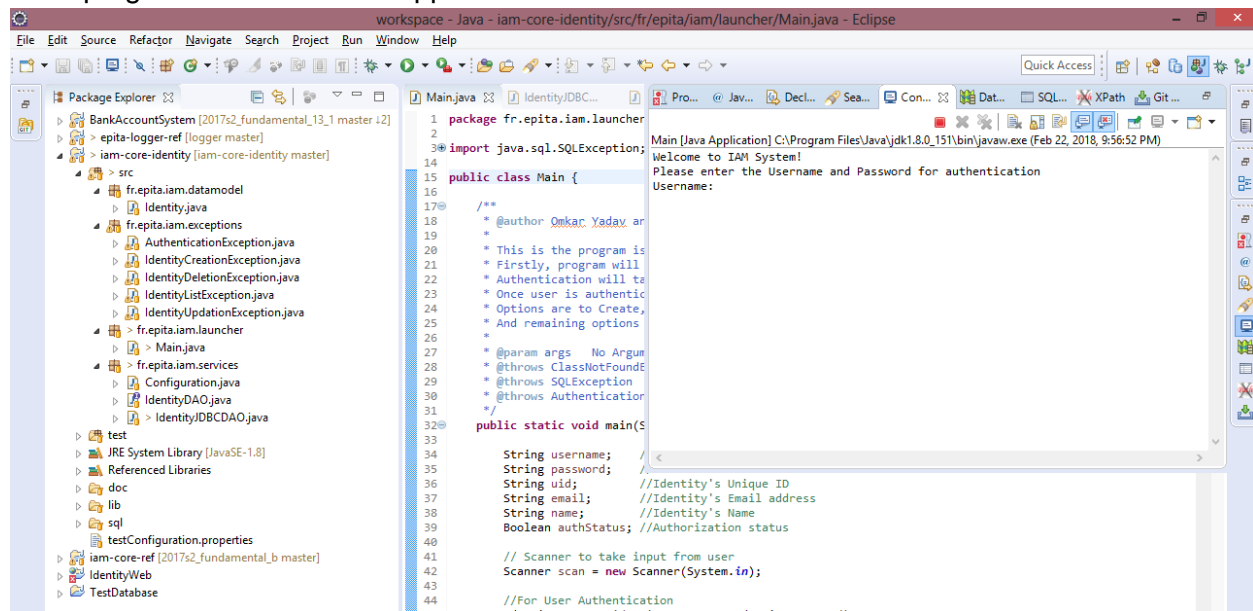 workspace - Java - iam-core-identity/src/fr/epita/iam/launcher/Main.java - Eclipse
File Edit Source Refactor Navigate Search Project Run Window Help
Quick Access
Package Explorer
BankAccountSystem [2017s2_fundamental_13_1 master ↓2]
> epita-logger-ref [logger master]
> iam-core-identity [iam-core-identity master]
> src
fr.epita.iam.datamodel
Identity.java
fr.epita.iam.exceptions
AuthenticationException.java
IdentityCreationException.java
IdentityDeletionException.java
IdentityListException.java
IdentityUpdationException.java
> fr.epita.iam.launcher
> Main.java
> fr.epita.iam.services
Configuration.java
IdentityDAO.java
> IdentityJDBCDAO.java
test
JRE System Library [JavaSE-1.8]
Referenced Libraries
doc
lib
sql
testConfiguration.properties
iam-core-ref [2017s2_fundamental_b master]
IdentityWeb
TestDatabase
Main.java IdentityJDBC...
1 package fr.epita.iam.launcher
2
3 import java.sql.SQLException;
14
15 public class Main {
16
17 /**
18 * @author Omkar Yadav an
19 *
20 * This is the program is
21 * Firstly, program will
22 * Authentication will ta
23 * Once user is authentic
24 * Options are to Create,
25 * And remaining options
26 *
27 * @param args No Argum
28 * @throws ClassNotFoundE
29 * @throws SQLException
30 * @throws Authentication
31 */
32 public static void main(S
33
34 String username; /
35 String password; /
36 String uid; //Identity's Unique ID
37 String email; //Identity's Email address
38 String name; //Identity's Name
39 Boolean authStatus; //Authorization status
40
41 // Scanner to take input from user
42 Scanner scan = new Scanner(System.in);
43
44 //For User Authentication
Pro... @ Jav... Decl... Sea... Con... Dat... SQL... XPath Git ...
Main [Java Application] C:\Program Files\Java\jdk1.8.0_151\bin\javaw.exe (Feb 22, 2018, 9:56:52 PM)
Welcome to IAM System!
Please enter the Username and Password for authentication
Username: